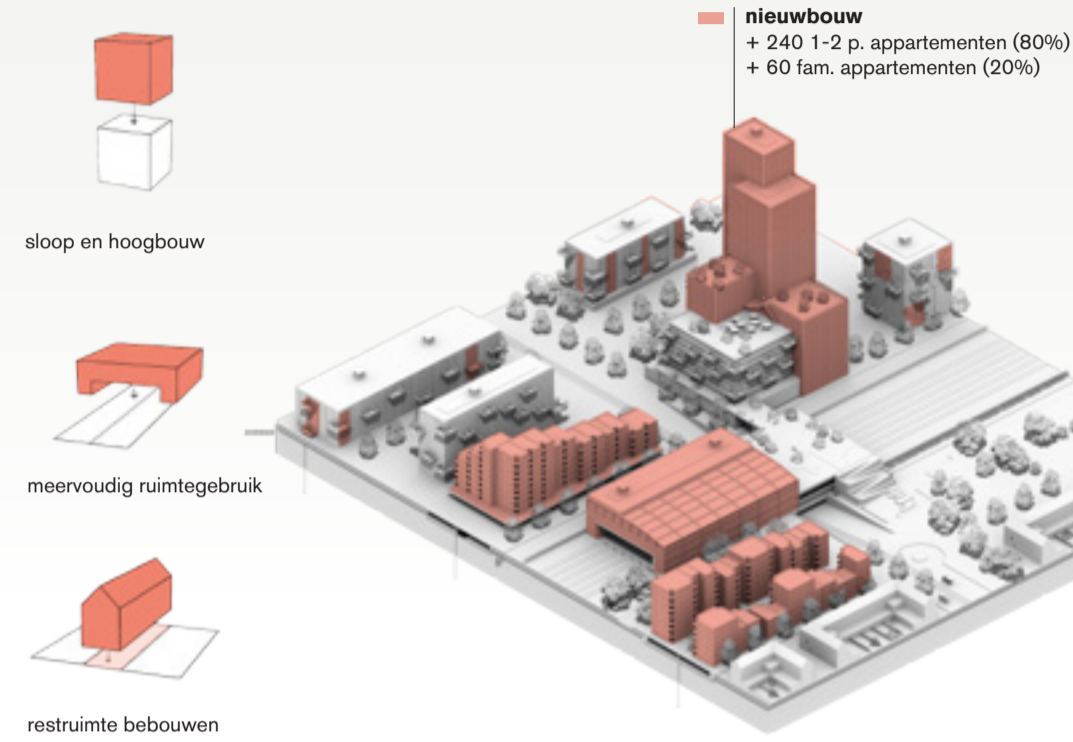 nieuwbouw
+ 240 1-2 p. appartementen (80%)
+ 60 fam. appartementen (20%)
sloop en hoogbouw
meervoudig ruimtegebruik
restruimte bebouwen